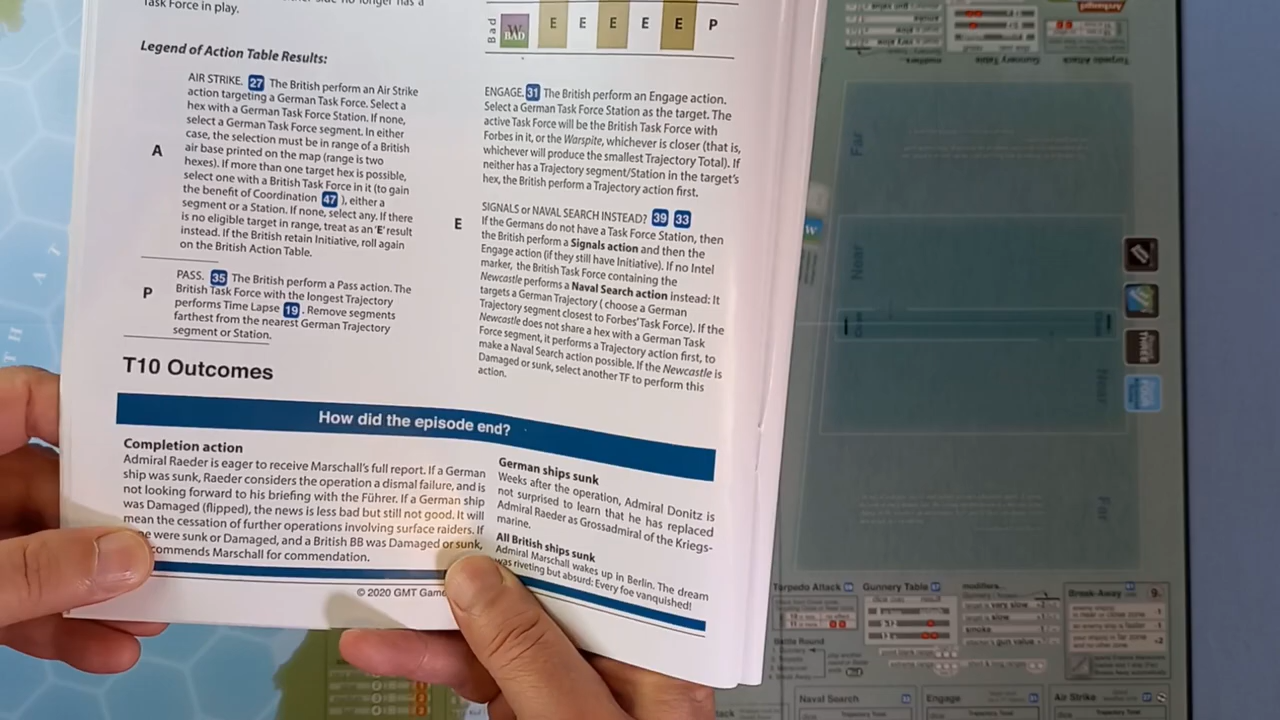 Task Force in play.
Bad
BAD E E E E E P
Legend of Action Table Results:
A
AIR STRIKE. 27 The British perform an Air Strike
action targeting a German Task Force. Select a
hex with a German Task Force Station. If none,
select a German Task Force segment. In either
case, the selection must be in range of a British
air base printed on the map (range is two
hexes). If more than one target hex is possible,
select one with a British Task Force in it (to gain
the benefit of Coordination 47 ), either a
segment or a Station. If none, select any. If there
is no eligible target in range, treat as an 'E' result
instead. If the British retain Initiative, roll again
on the British Action Table.
P
PASS. 35 The British perform a Pass action. The
British Task Force with the longest Trajectory
performs Time Lapse 19 . Remove segments
farthest from the nearest German Trajectory
segment or Station.
E
ENGAGE. 31 The British perform an Engage action.
Select a German Task Force Station as the target. The
active Task Force will be the British Task Force with
Forbes in it, or the Warspite, whichever is closer (that is,
whichever will produce the smallest Trajectory Total). If
neither has a Trajectory segment/Station in the target's
hex, the British perform a Trajectory action first.
SIGNALS or NAVAL SEARCH INSTEAD? 39 33
If the Germans do not have a Task Force Station, then
the British perform a Signals action and then the
Engage action (if they still have Initiative). If no Intel
marker, the British Task Force containing the
Newcastle performs a Naval Search action instead: It
targets a German Trajectory ( choose a German
Trajectory segment closest to Forbes' Task Force). If the
Newcastle does not share a hex with a German Task
Force segment, it performs a Trajectory action first, to
make a Naval Search action possible. If the Newcastle is
Damaged or sunk, select another TF to perform this
action.
T10 Outcomes
How did the episode end?
Completion action
Admiral Raeder is eager to receive Marschall's full report. If a German
ship was sunk, Raeder considers the operation a dismal failure, and is
not looking forward to his briefing with the Führer. If a German ship
was Damaged (flipped), the news is less bad but still not good. It will
mean the cessation of further operations involving surface raiders. If
were sunk or Damaged, and a British BB was Damaged or sunk,
commends Marschall for commendation.
German ships sunk
Weeks after the operation, Admiral Donitz is
not surprised to learn that he has replaced
Admiral Raeder as Grossadmiral of the Kriegs-
marine.
All British ships sunk
Admiral Marschall wakes up in Berlin. The dream
was riveting but absurd: Every foe vanquished!
© 2020 GMT Game
W
Torpedo Attack
Gunnery Table
modifiers...
Far
Near
Near
Far
Torpedo Attack
Gunnery Table
modifiers...
Break-Away 9
Battle Round
smoke
Naval Search
Engage
Air Strike